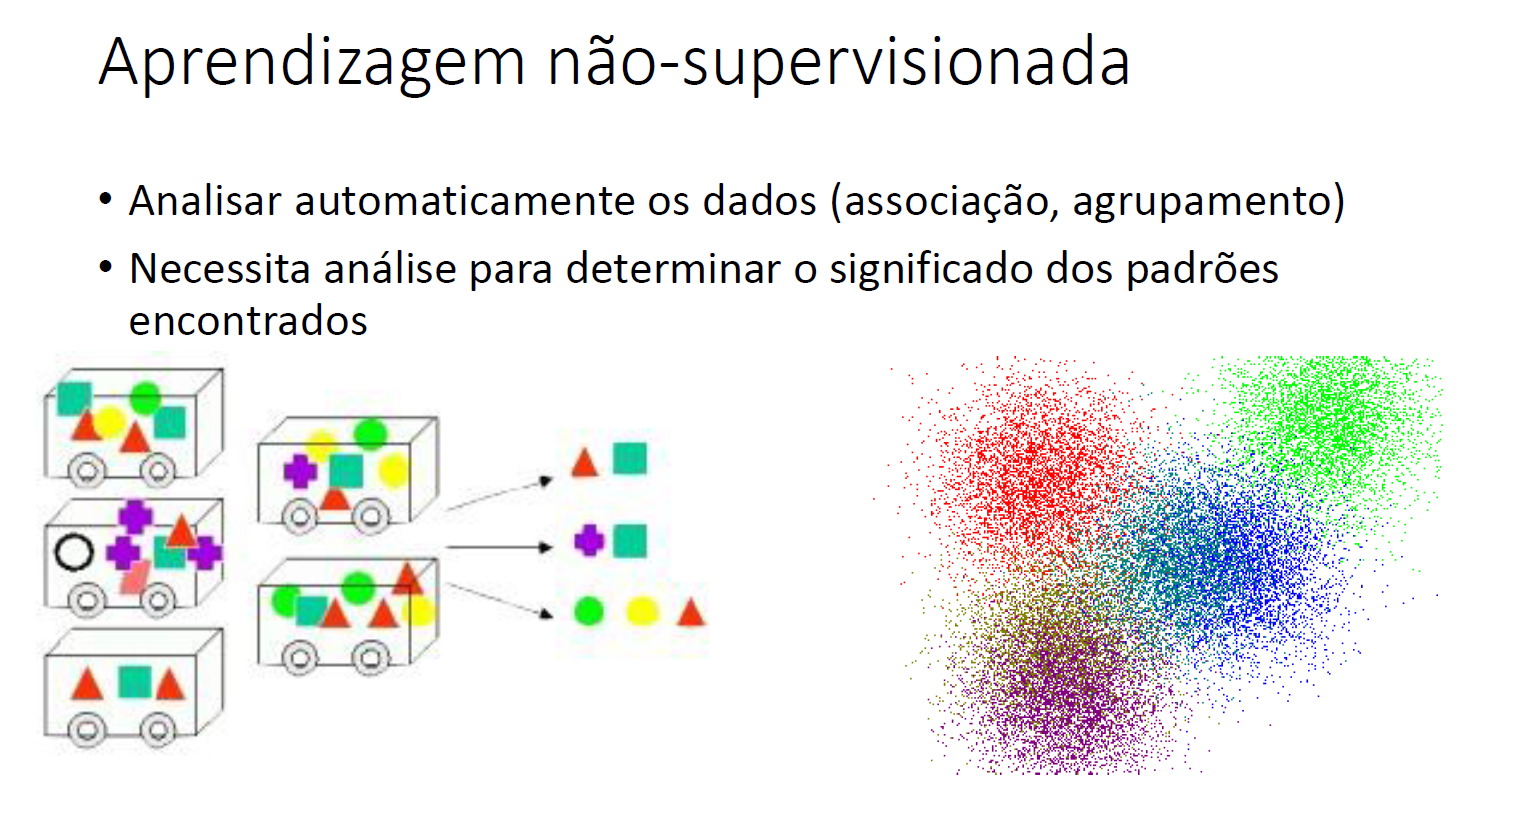 Aprendizagem não-supervisionada
• Analisar automaticamente os dados (associação, agrupamento)
• Necessita análise para determinar o significado dos padrões
encontrados